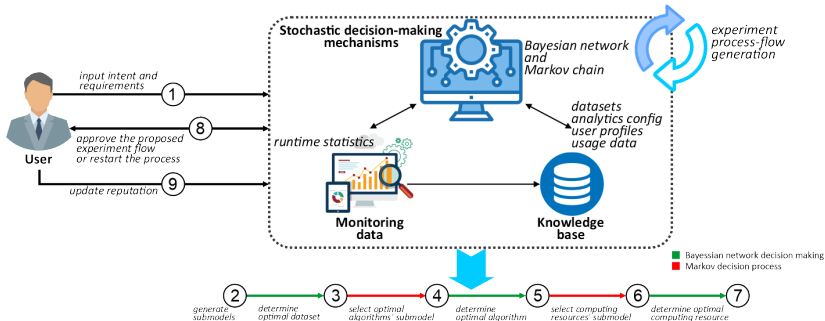 Stochastic decision-making
mechanisms
Bayesian network
and
Markov chain
experiment
process-flow
generation
input intent and
requirements
1
8
approve the proposed
experiment flow
or restart the process
User
update reputation
9
runtime statistics
datasets
analytics config
user profiles
usage data
Monitoring
data
Knowledge
base
Bayessian network decision making
Markov decision process
2
3
4
5
6
7
generate
submodels
determine
optimal dataset
select optimal
algorithms' submodel
determine
optimal algorithm
select computing
resources' submodel
determine optimal
computing resource